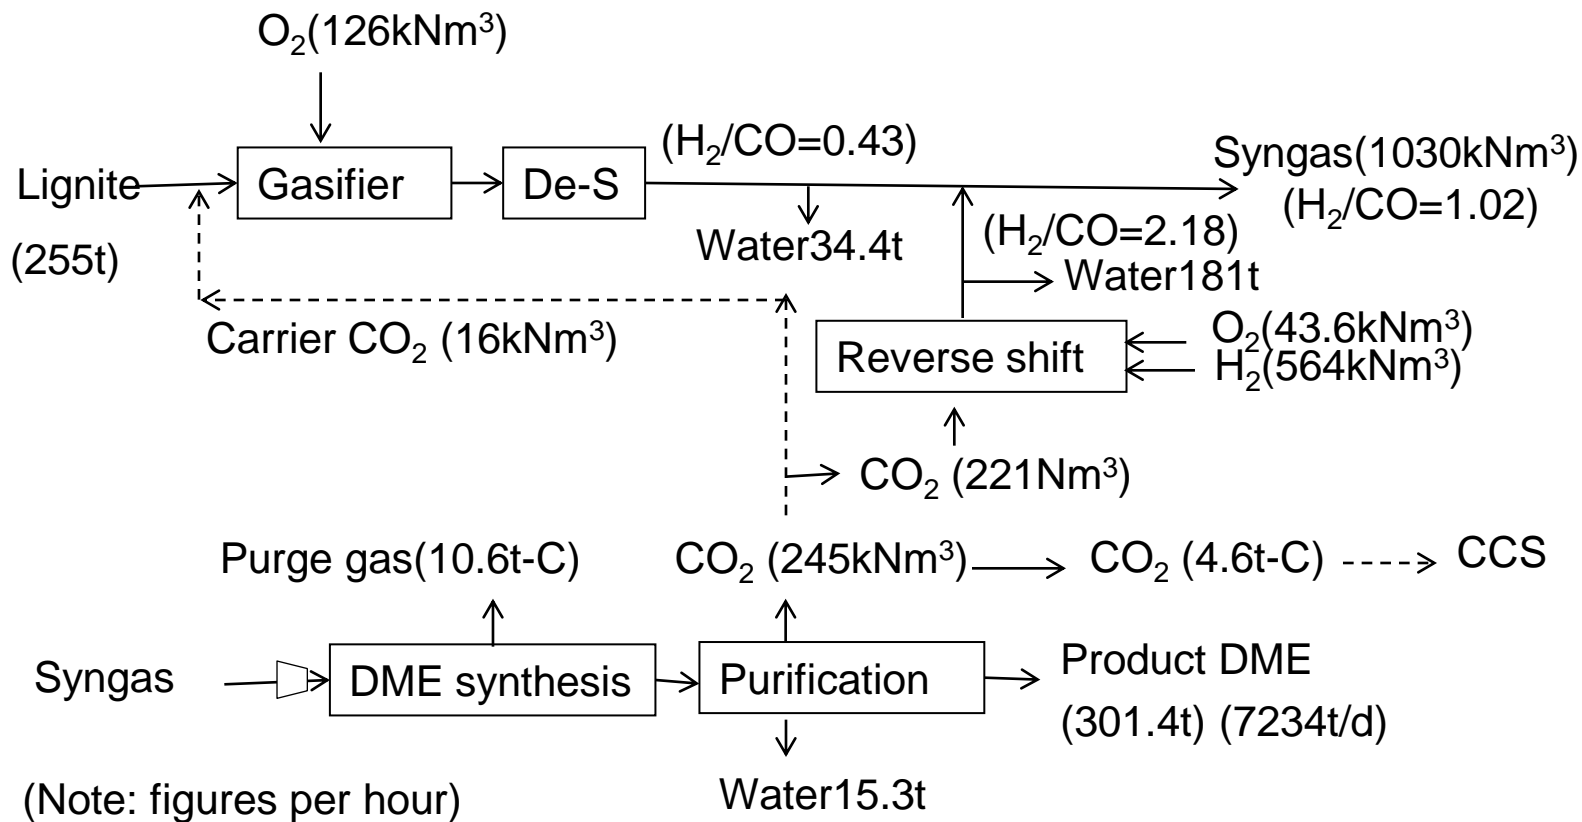 O₂(126kNm³)
(H₂/CO=0.43)
Syngas(1030kNm³)
Lignite
Gasifier
De-S
(H₂/CO=1.02)
(255t)
Water34.4t
(H₂/CO=2.18)
Water181t
Carrier CO₂ (16kNm³)
Reverse shift
O₂(43.6kNm³)
H₂(564kNm³)
CO₂ (221Nm³)
Purge gas(10.6t-C)
CO₂ (245kNm³)
CO₂ (4.6t-C)
CCS
Syngas
DME synthesis
Purification
Product DME
(301.4t) (7234t/d)
Water15.3t
(Note: figures per hour)